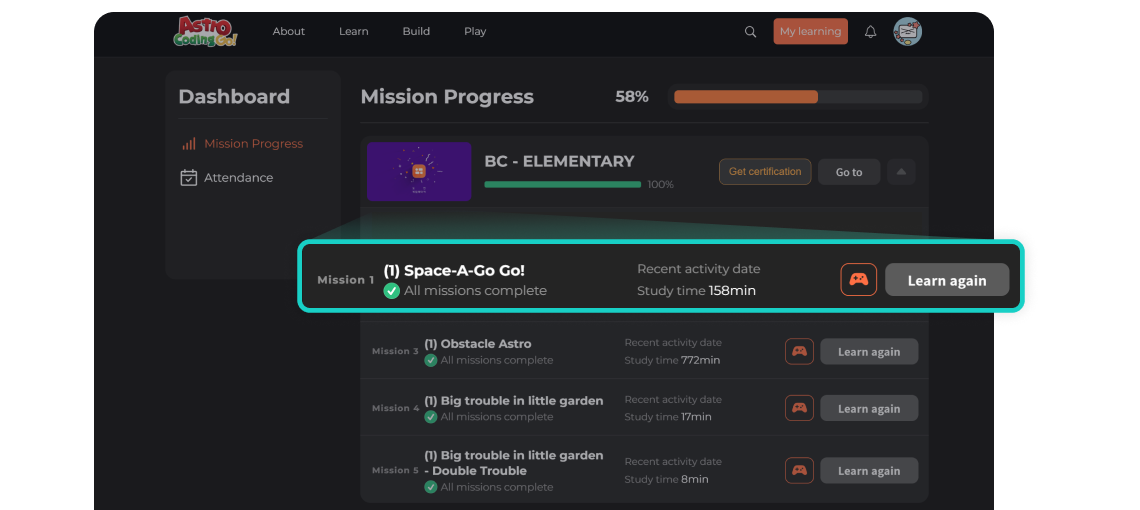 Astro
Coding Go!
About
Learn
Build
Play
My learning
Dashboard
Mission Progress
Attendance
Mission Progress
58%
BC - ELEMENTARY
100%
Get certification
Go to
Mission 1
(1) Space-A-Go Go!
All missions complete
Recent activity date
Study time 158min
Learn again
Mission 3
(1) Obstacle Astro
All missions complete
Recent activity date
Study time 772min
Learn again
Mission 4
(1) Big trouble in little garden
All missions complete
Recent activity date
Study time 17min
Learn again
Mission 5
(1) Big trouble in little garden
- Double Trouble
All missions complete
Recent activity date
Study time 8min
Learn again